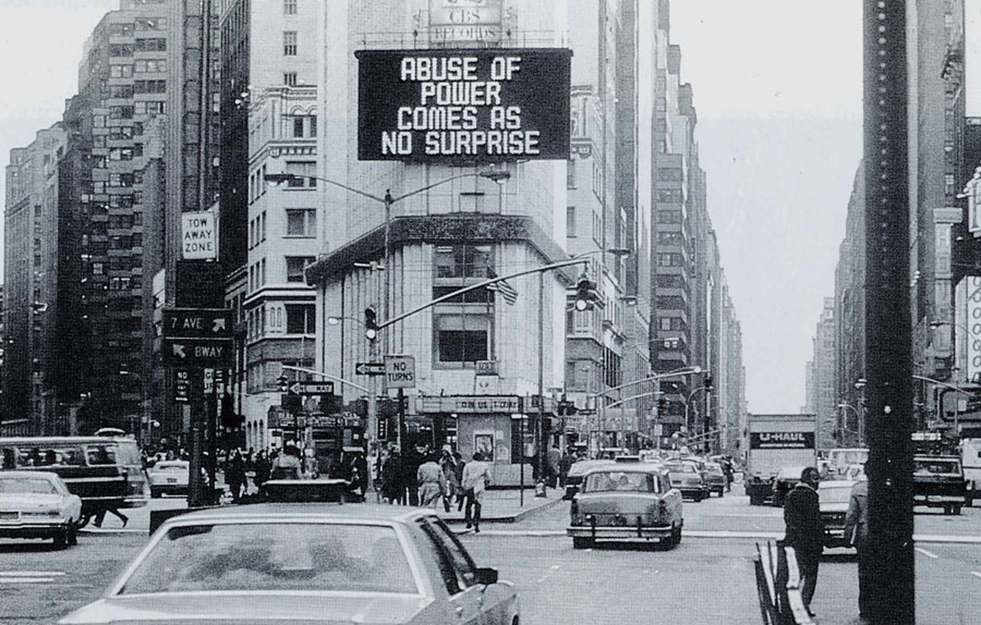 CBS
RECORDS
ABUSE OF
POWER
COMES AS
NO SURPRISE
TOW
AWAY
ZONE
7 AVE
BWAY
NO
TURNS
NO
WAY
U-HAUL